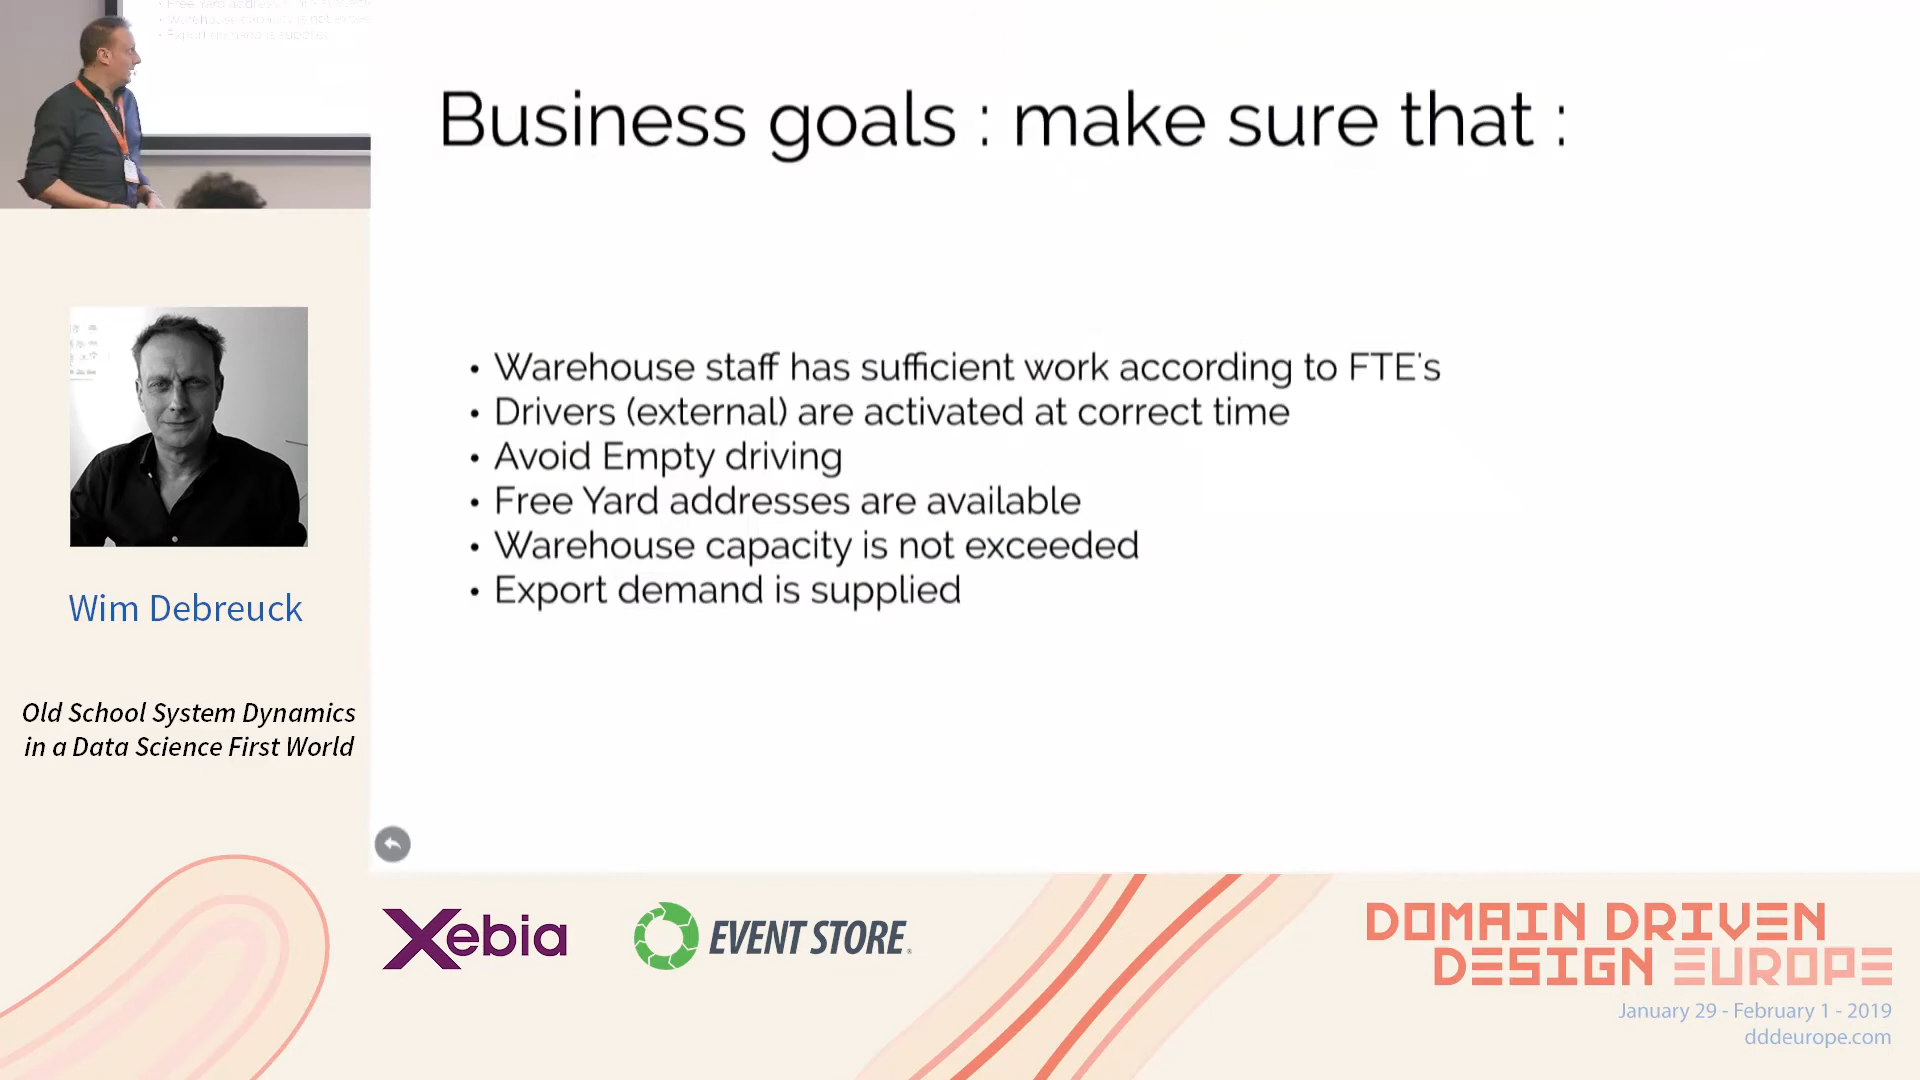 Business goals : make sure that :
• Warehouse staff has sufficient work according to FTE's
• Drivers (external) are activated at correct time
• Avoid Empty driving
• Free Yard addresses are available
• Warehouse capacity is not exceeded
• Export demand is supplied
Wim Debreuck
Old School System Dynamics
in a Data Science First World
Xebia
EVENT STORE
DOMAIN DRIVEN
DESIGN EUROPE
January 29 - February 1 - 2019
dddeurope.com